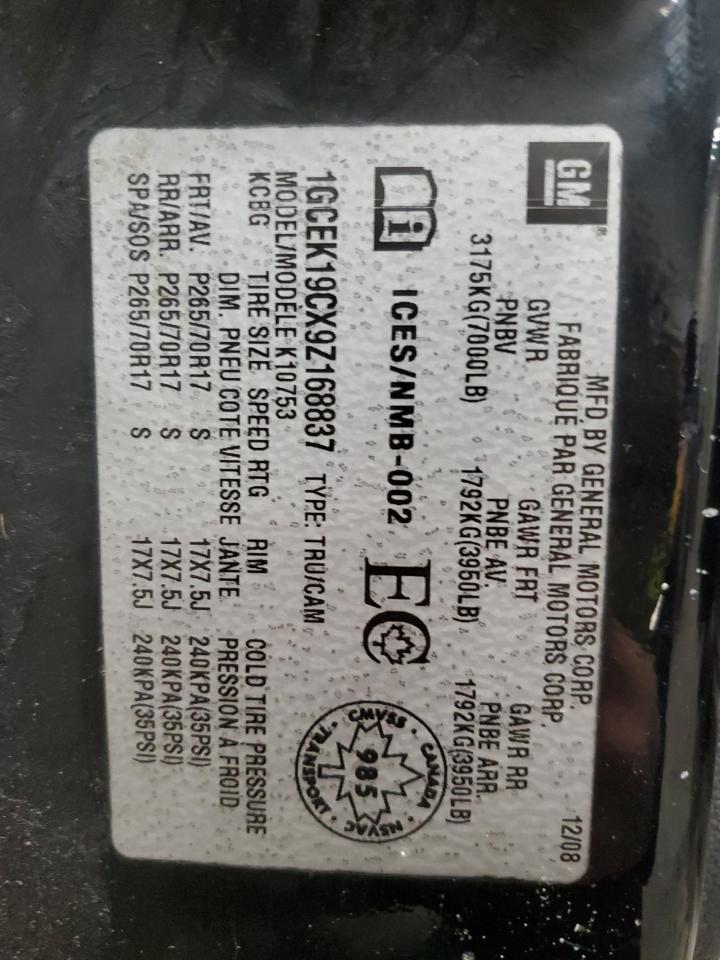 GM
MFD BY GENERAL MOTORS CORP. 12/08
FABRIQUÉ PAR GENERAL MOTORS CORP.
GVWR GAWR FRT GAWR RR
PNBV PNBE AV. PNBE ARR.
3175KG(7000LB) 1792KG(3950LB) 1792KG(3950LB)
i ICES/NMB-002 EC
CMVSS · CANADA · NSVAC · TRANSPORT ·
985
1GCEK19CX9Z168837 TYPE: TRU/CAM
MODEL/MODÈLE K10753
KCBG TIRE SIZE SPEED RTG RIM COLD TIRE PRESSURE
DIM. PNEU COTE VITESSE JANTE. PRESSION A FROID
FRT/AV. P265/70R17 S 17X7.5J 240KPA(35PSI)
RR/ARR. P265/70R17 S 17X7.5J 240KPA(35PSI)
SPA/SOS P265/70R17 S 17X7.5J 240KPA(35PSI)